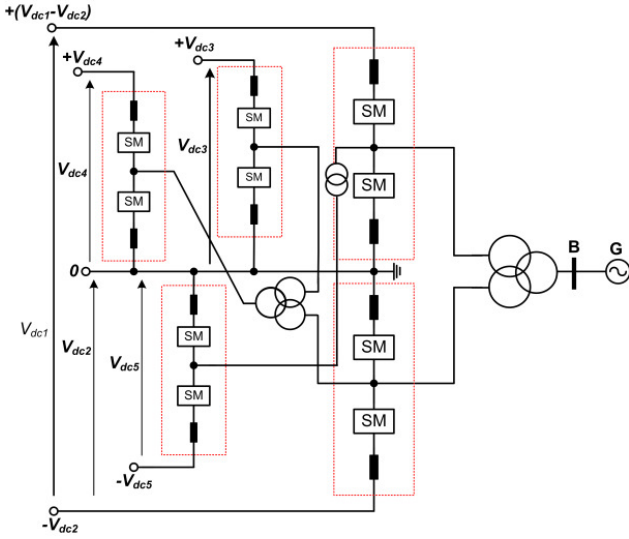 +(Vdc1-Vdc2)
+Vdc4
+Vdc3
SM
SM
SM
Vdc4
Vdc3
SM
SM
SM
B
G
0
Vdc1
Vdc2
Vdc5
SM
SM
SM
SM
-Vdc5
-Vdc2